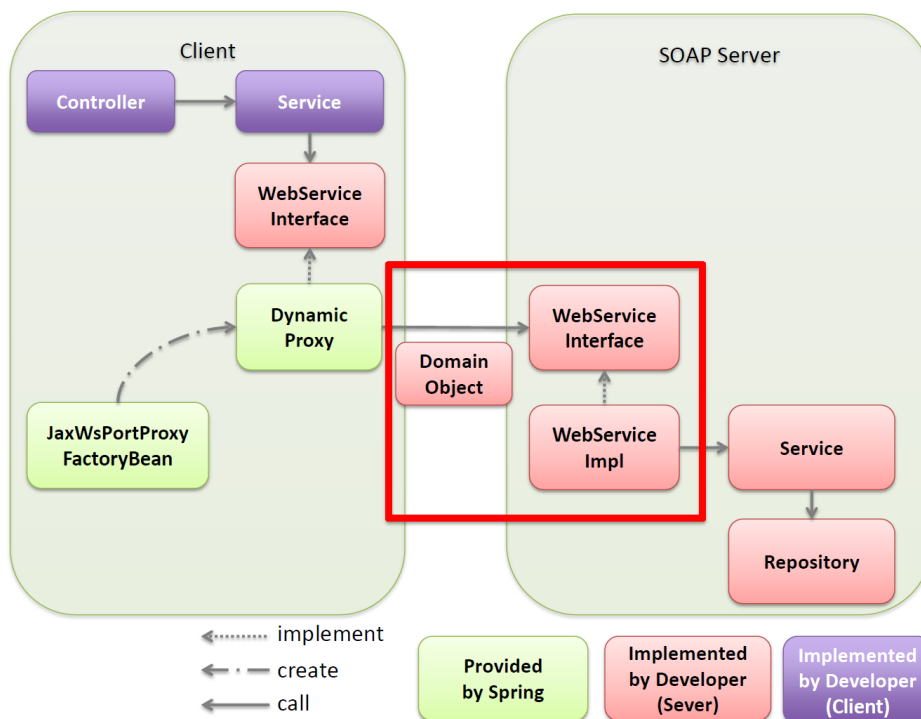 Client
SOAP Server
Controller
Service
WebService
Interface
Dynamic
Proxy
WebService
Interface
Domain
Object
JaxWsPortProxy
FactoryBean
WebService
Impl
Service
Repository
implement
create
call
Provided
by Spring
Implemented
by Developer
(Sever)
Implemented
by Developer
(Client)